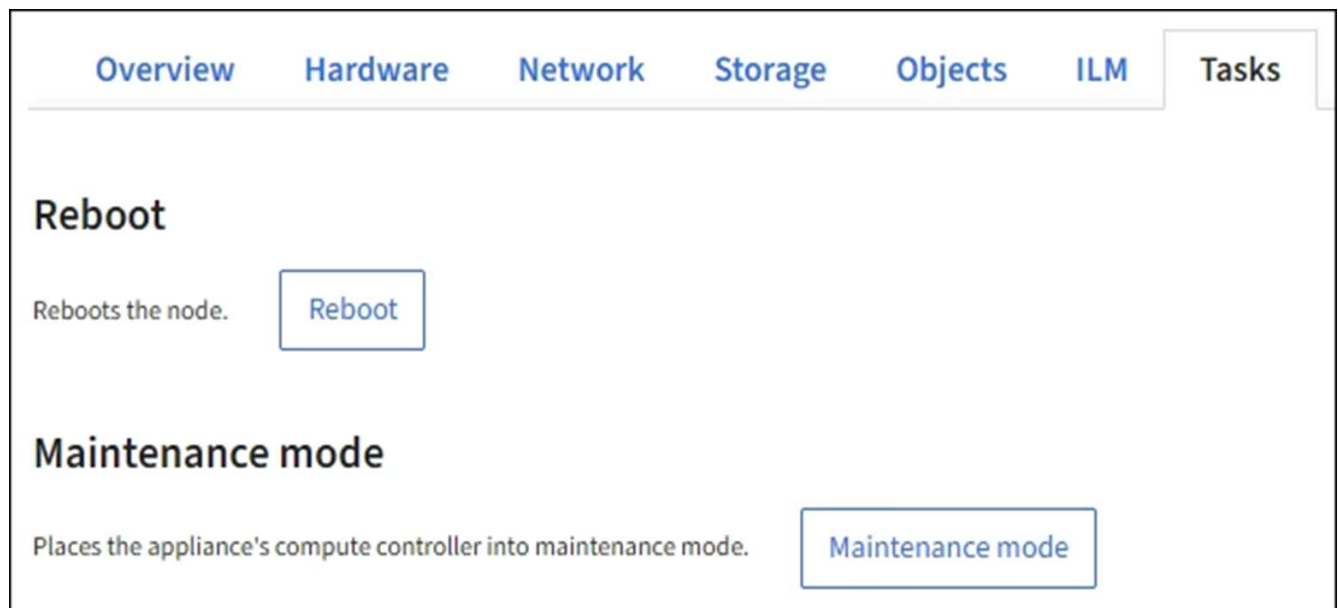 Overview Hardware Network Storage Objects ILM Tasks
Reboot
Reboots the node. Reboot
Maintenance mode
Places the appliance's compute controller into maintenance mode. Maintenance mode